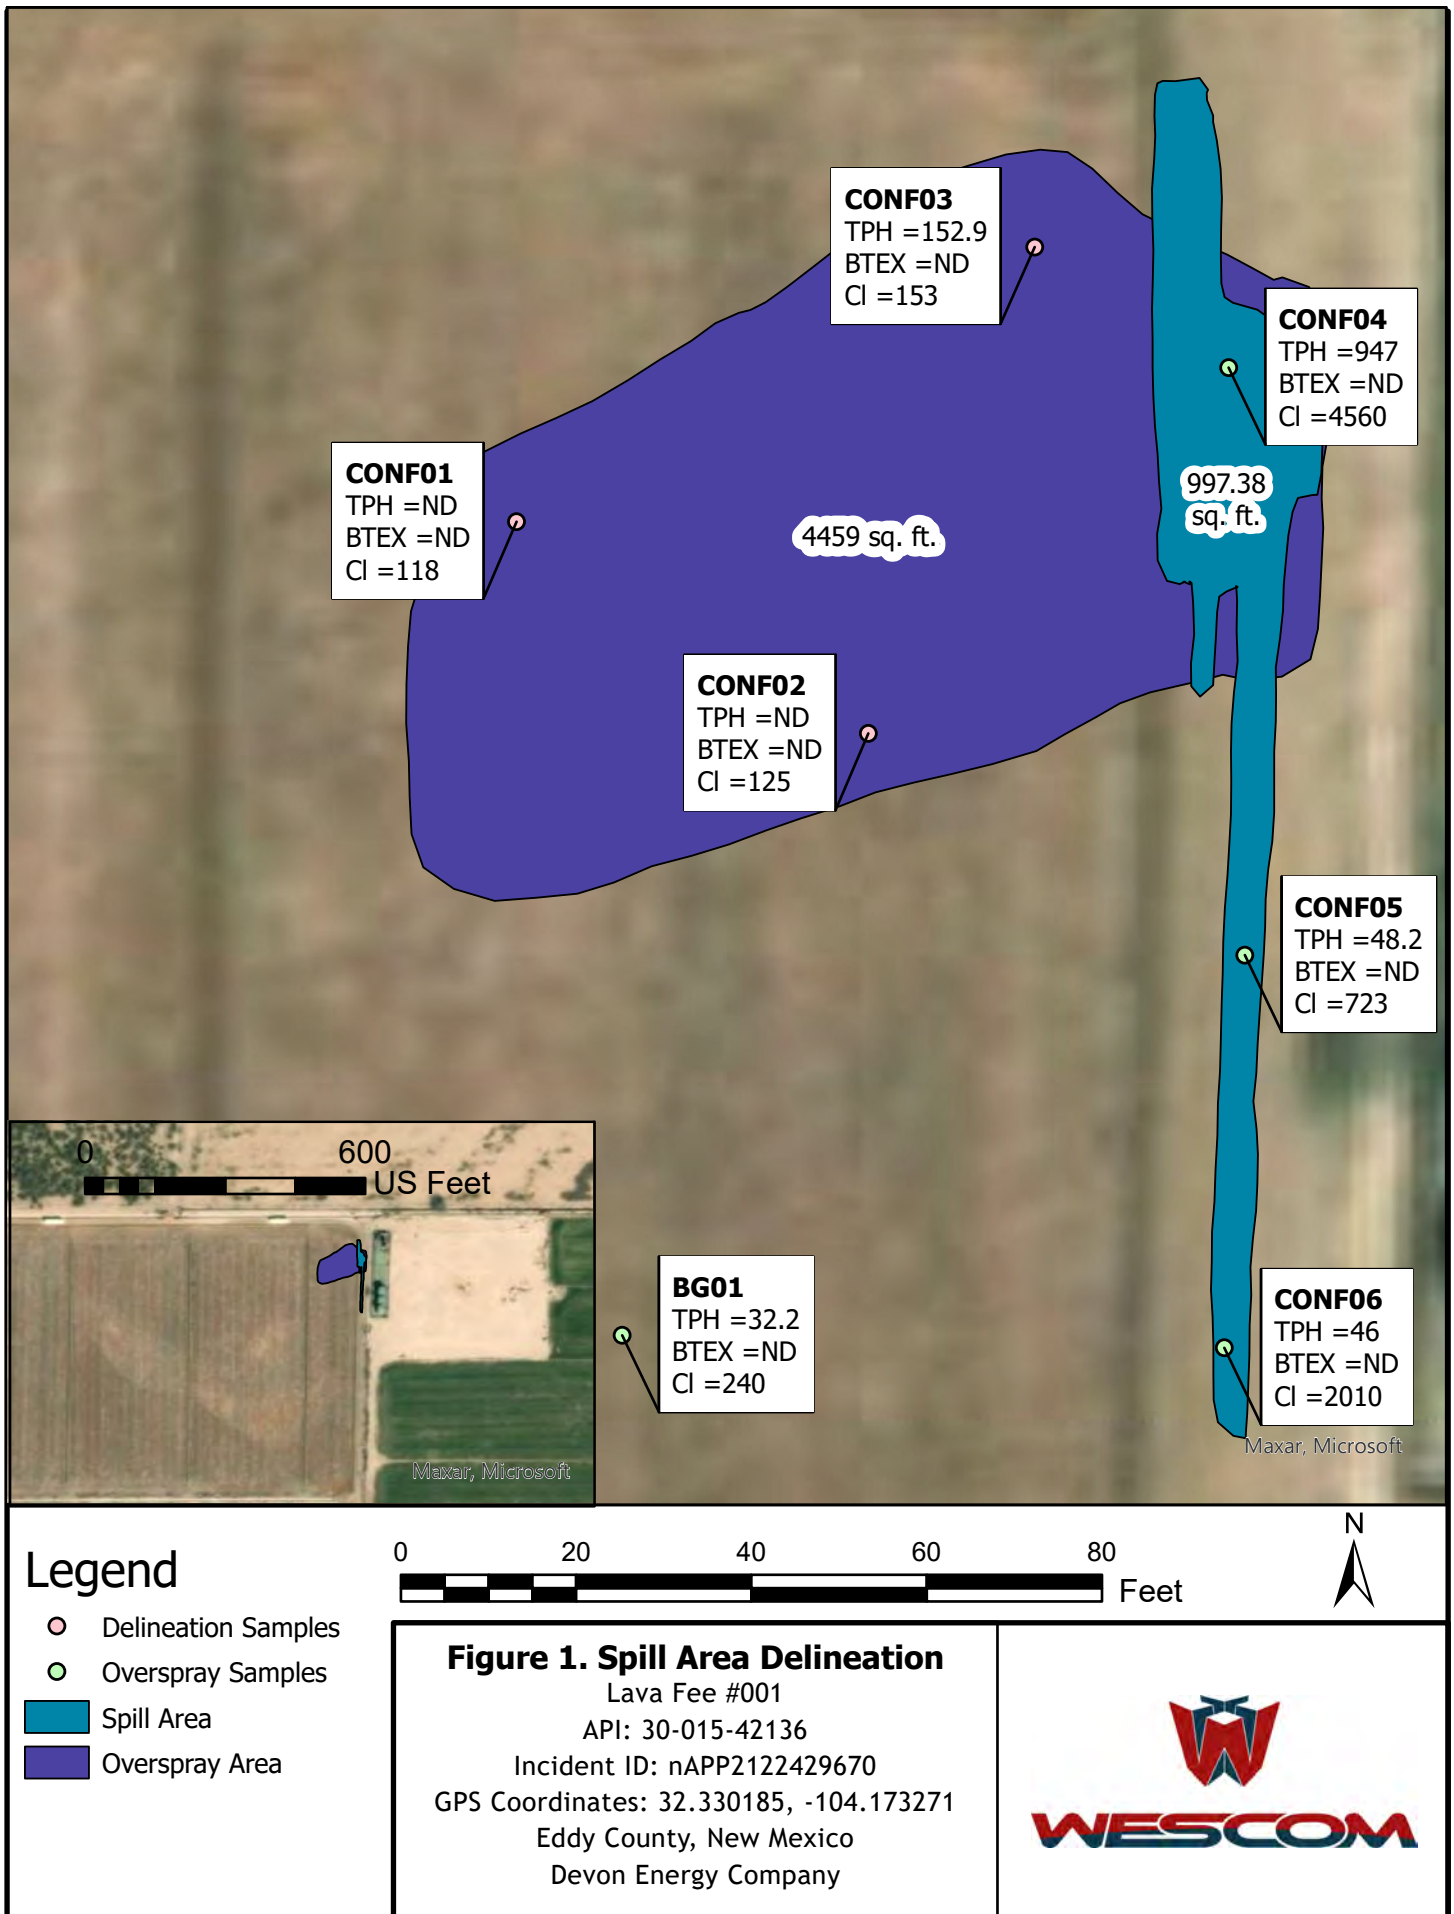 CONF03
TPH =152.9
BTEX =ND
Cl =153
CONF04
TPH =947
BTEX =ND
Cl =4560
CONF01
TPH =ND
BTEX =ND
Cl =118
997.38
sq. ft.
4459 sq. ft.
CONF02
TPH =ND
BTEX =ND
Cl =125
CONF05
TPH =48.2
BTEX =ND
Cl =723
0 600
US Feet
Maxar, Microsoft
BG01
TPH =32.2
BTEX =ND
Cl =240
CONF06
TPH =46
BTEX =ND
Cl =2010
Maxar, Microsoft
Legend
Delineation Samples
Overspray Samples
Spill Area
Overspray Area
0 20 40 60 80
Feet
N
Figure 1. Spill Area Delineation
Lava Fee #001
API: 30-015-42136
Incident ID: nAPP2122429670
GPS Coordinates: 32.330185, -104.173271
Eddy County, New Mexico
Devon Energy Company
WESCOM